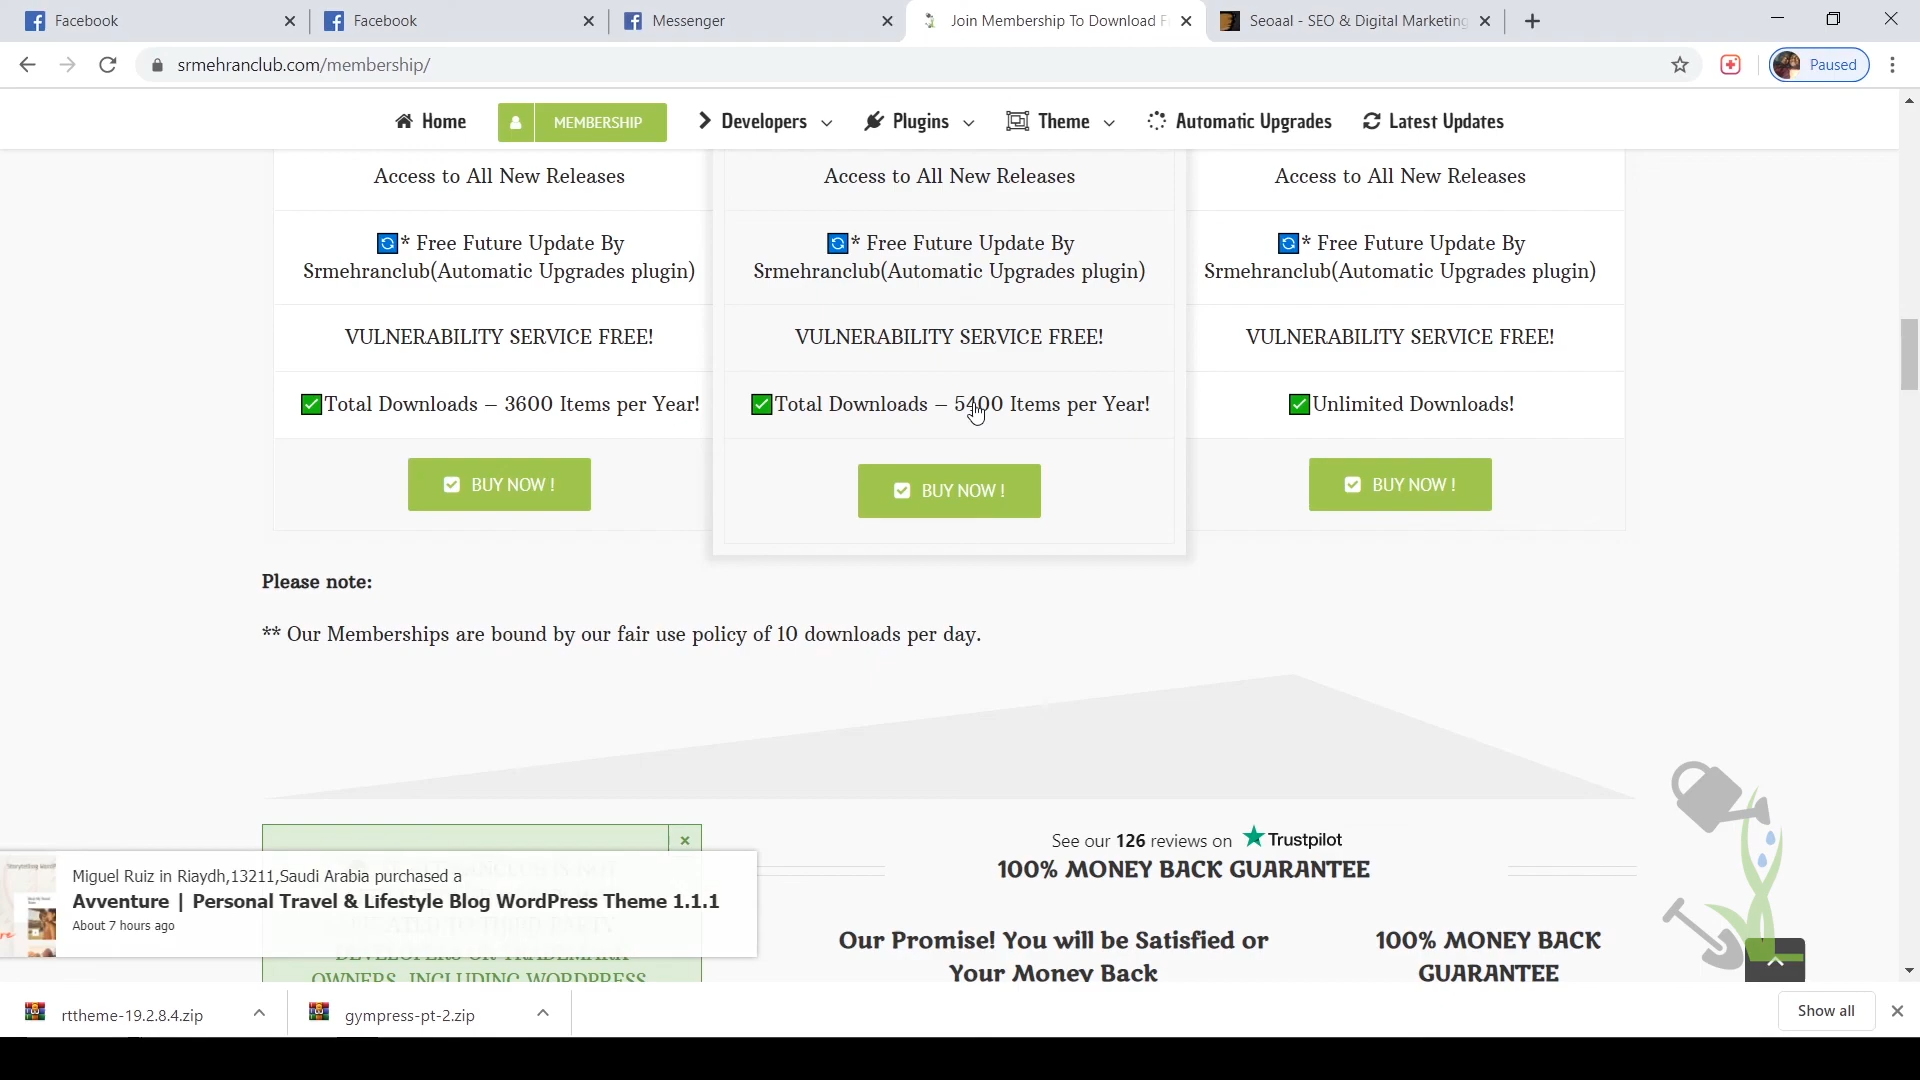 Facebook
Facebook
Messenger
Join Membership To Download F
Seoaal - SEO & Digital Marketing
srmehranclub.com/membership/
Paused
Home
MEMBERSHIP
Developers
Plugins
Theme
Automatic Upgrades
Latest Updates
Access to All New Releases
Access to All New Releases
Access to All New Releases
* Free Future Update By
Srmehranclub(Automatic Upgrades plugin)
* Free Future Update By
Srmehranclub(Automatic Upgrades plugin)
* Free Future Update By
Srmehranclub(Automatic Upgrades plugin)
VULNERABILITY SERVICE FREE!
VULNERABILITY SERVICE FREE!
VULNERABILITY SERVICE FREE!
✅Total Downloads – 3600 Items per Year!
✅Total Downloads – 5400 Items per Year!
✅Unlimited Downloads!
BUY NOW !
BUY NOW !
BUY NOW !
Please note:
** Our Memberships are bound by our fair use policy of 10 downloads per day.
See our 126 reviews on Trustpilot
100% MONEY BACK GUARANTEE
Miguel Ruiz in Riaydh,13211,Saudi Arabia purchased a
Avventure | Personal Travel & Lifestyle Blog WordPress Theme 1.1.1
About 7 hours ago
DEVELOPERS OR TRADEMARK
OWNERS, INCLUDING WORDPRESS
Our Promise! You will be Satisfied or
Your Money Back
100% MONEY BACK
GUARANTEE
rttheme-19.2.8.4.zip
gympress-pt-2.zip
Show all